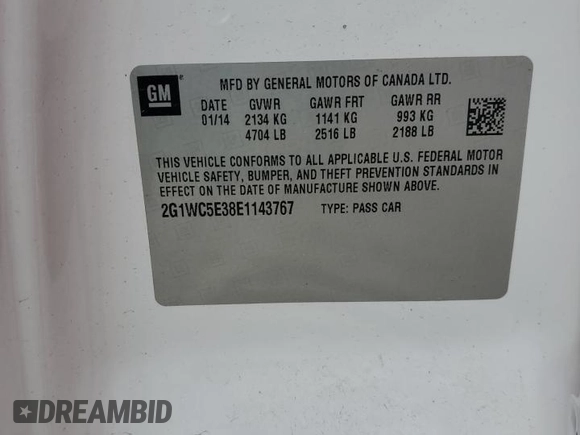 GM
MFD BY GENERAL MOTORS OF CANADA LTD.
DATE GVWR GAWR FRT GAWR RR
01/14 2134 KG 1141 KG 993 KG
4704 LB 2516 LB 2188 LB
THIS VEHICLE CONFORMS TO ALL APPLICABLE U.S. FEDERAL MOTOR
VEHICLE SAFETY, BUMPER, AND THEFT PREVENTION STANDARDS IN
EFFECT ON THE DATE OF MANUFACTURE SHOWN ABOVE.
2G1WC5E38E1143767 TYPE: PASS CAR
DREAMBID